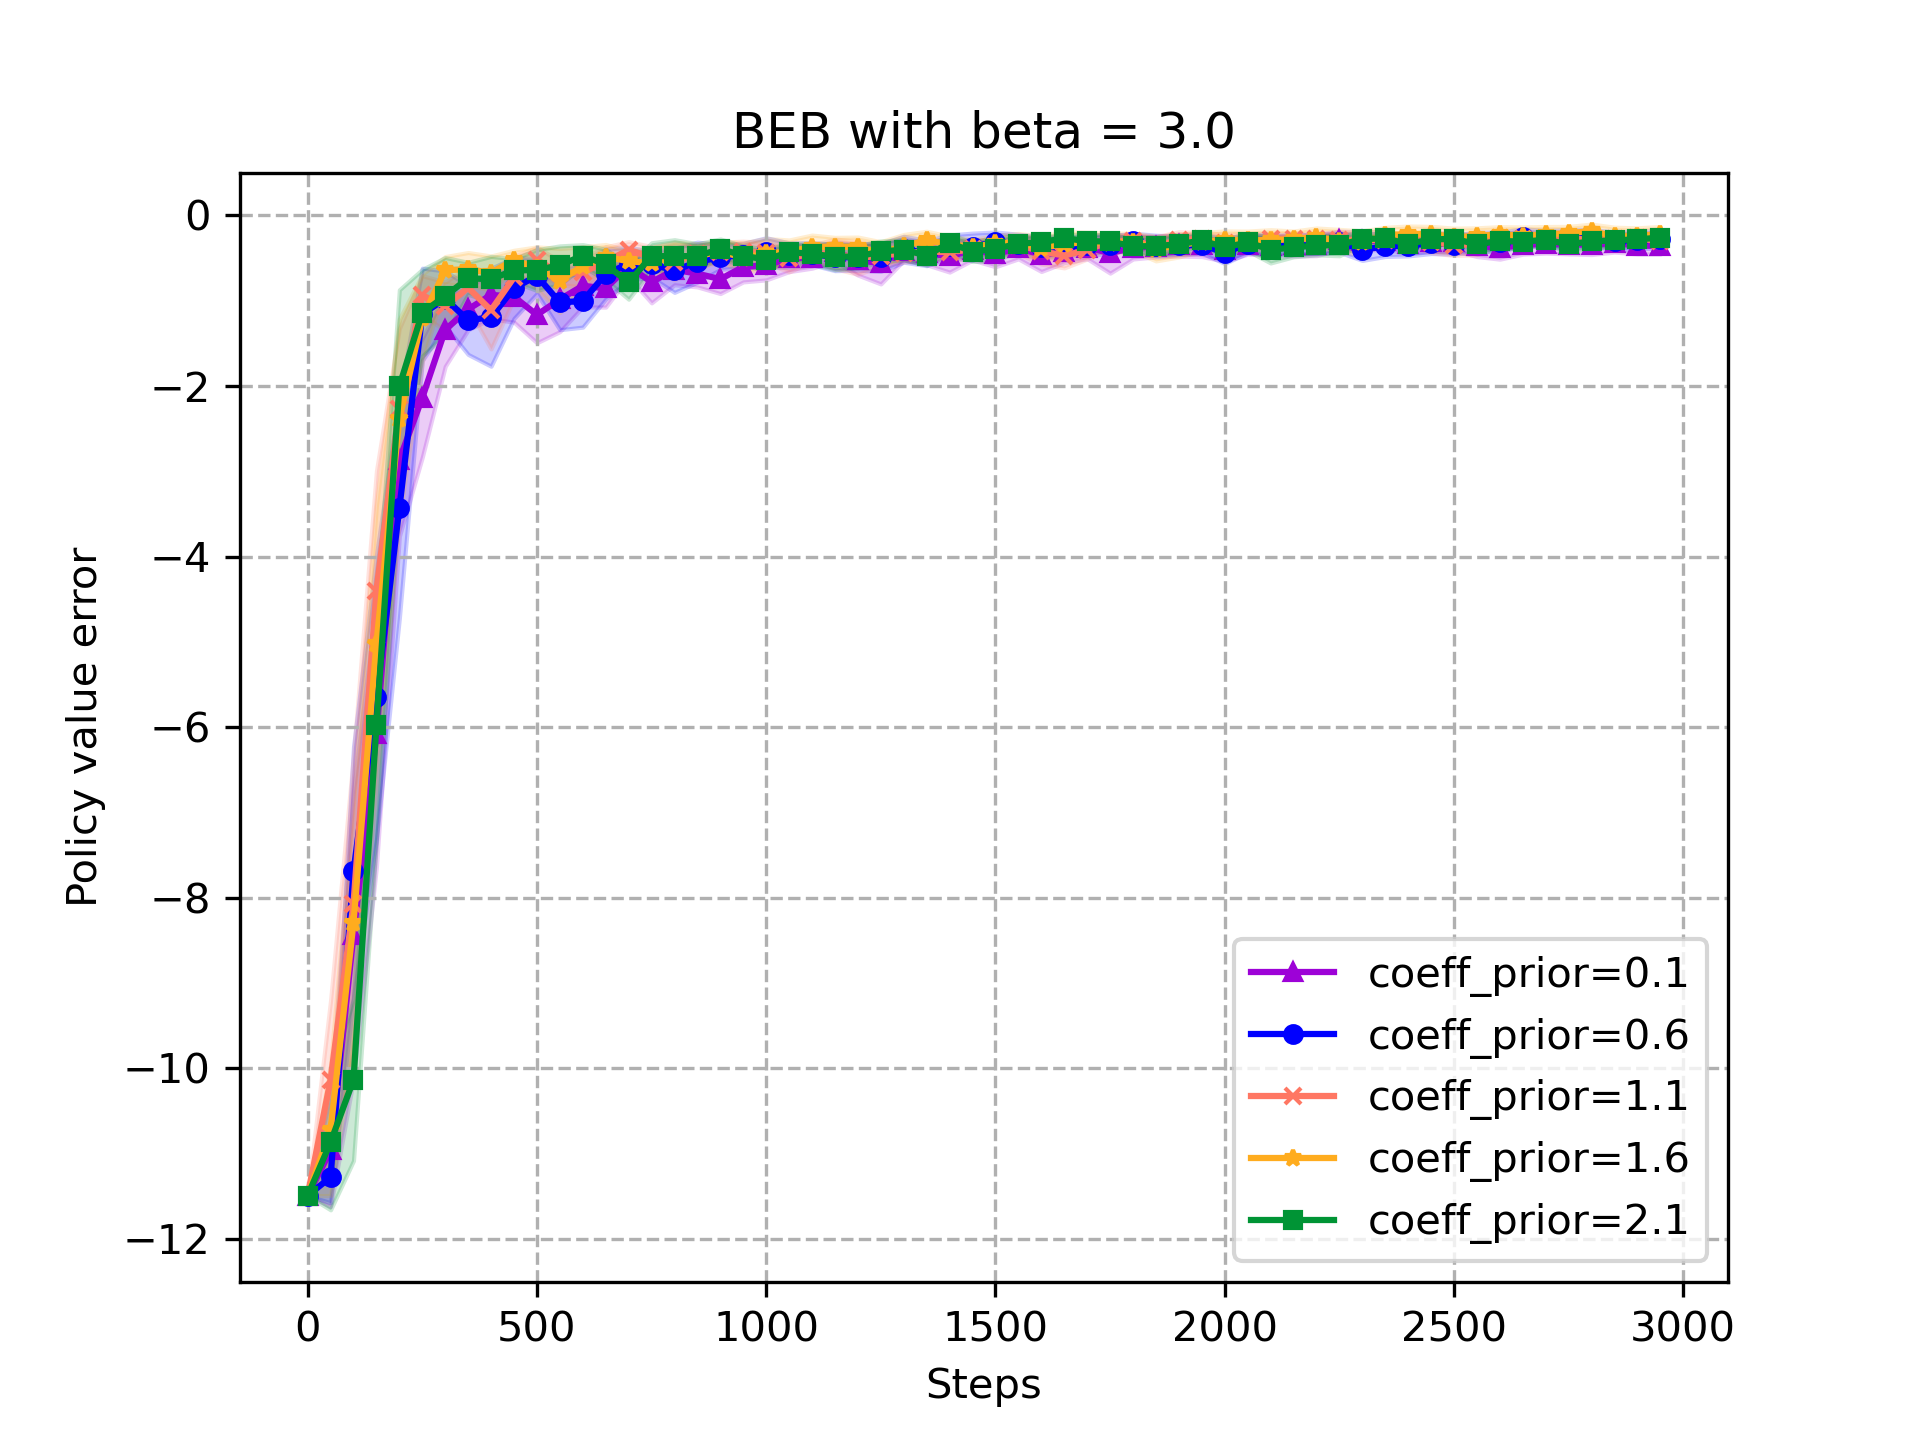 BEB with beta = 3.0
Policy value error
0
−2
−4
−6
−8
−10
−12
coeff_prior=0.1
coeff_prior=0.6
coeff_prior=1.1
coeff_prior=1.6
coeff_prior=2.1
0 500 1000 1500 2000 2500 3000
Steps